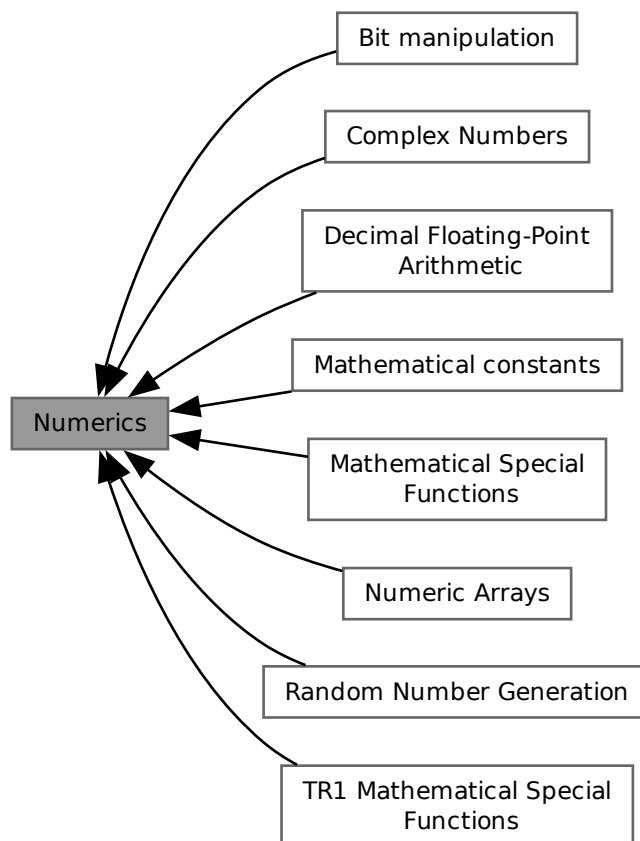 Bit manipulation
Complex Numbers
Decimal Floating-Point
Arithmetic
Mathematical constants
Numerics
Mathematical Special
Functions
Numeric Arrays
Random Number Generation
TR1 Mathematical Special
Functions